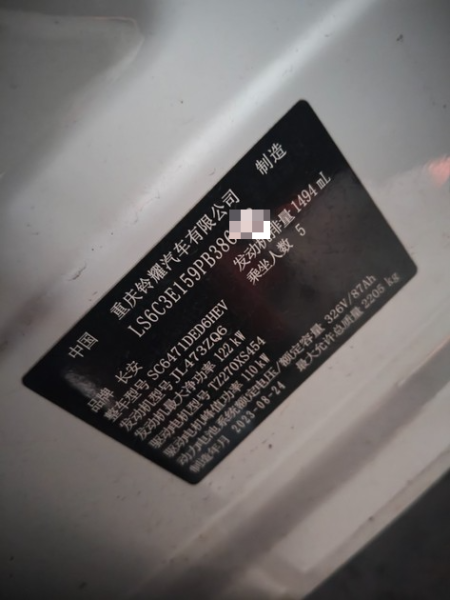 中国 重庆铃耀汽车有限公司 制造
LS6C3E159PB386
品牌 长安
整车型号 SC6471DED6HEV
发动机型号 JL473ZQ6 发动机排量 1494 mL
发动机最大净功率 122 kW 乘坐人数 5
驱动电机型号 TZ270XS454
驱动电机峰值功率 110 kW
动力电池系统额定电压/额定容量 326V/87Ah
制造年月 2023-08-24 最大允许总质量 2205 kg